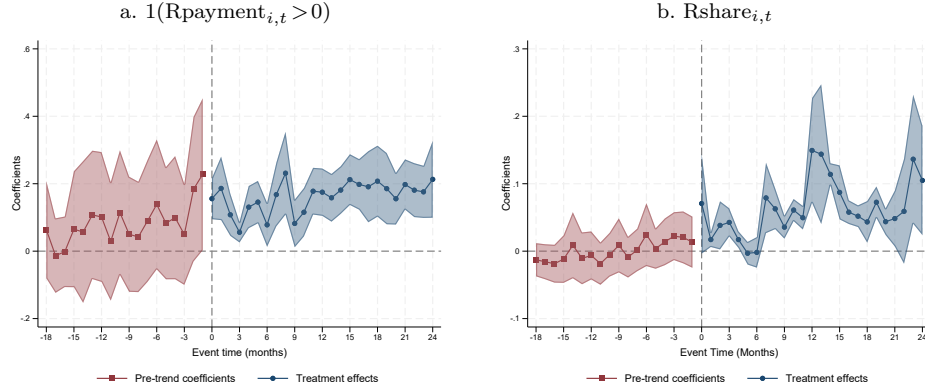 a. 1(Rpayment_{i,t} >0)
.6
.4
.2
0
-.2
Coefficients
-18 -15 -12 -9 -6 -3 0 3 6 9 12 15 18 21 24
Event time (months)
Pre-trend coefficients Treatment effects
b. Rshare_{i,t}
.3
.2
.1
0
-.1
Coefficients
-18 -15 -12 -9 -6 -3 0 3 6 9 12 15 18 21 24
Event Time (months)
Pre-trend coefficients Treatment effects